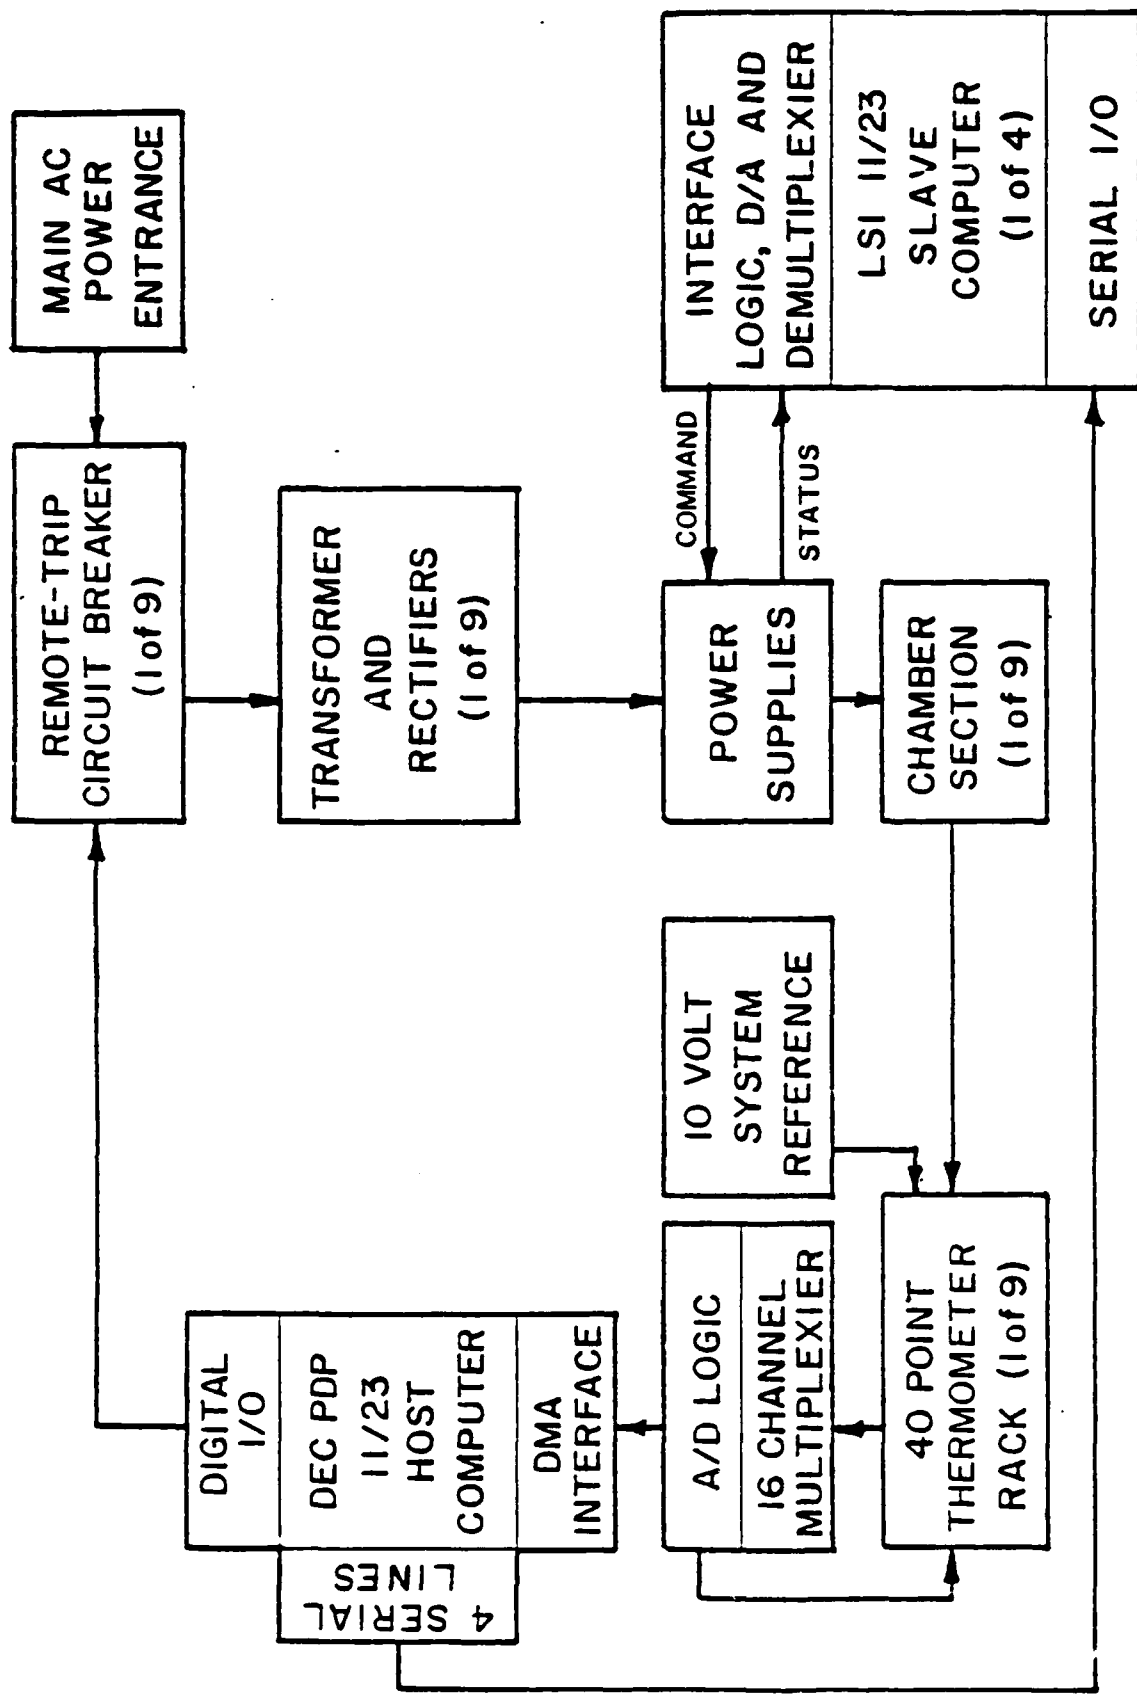 DIGITAL
I/O
DEC PDP
11/23
HOST
COMPUTER
DMA
INTERFACE
4 SERIAL
LINES
A/D LOGIC
16 CHANNEL
MULTIPLEXIER
40 POINT
THERMOMETER
RACK (1 of 9)
10 VOLT
SYSTEM
REFERENCE
REMOTE-TRIP
CIRCUIT BREAKER
(1 of 9)
TRANSFORMER
AND
RECTIFIERS
(1 of 9)
POWER
SUPPLIES
CHAMBER
SECTION
(1 of 9)
COMMAND
STATUS
MAIN AC
POWER
ENTRANCE
INTERFACE
LOGIC, D/A AND
DEMULTIPLEXIER
LSI 11/23
SLAVE
COMPUTER
(1 of 4)
SERIAL I/O